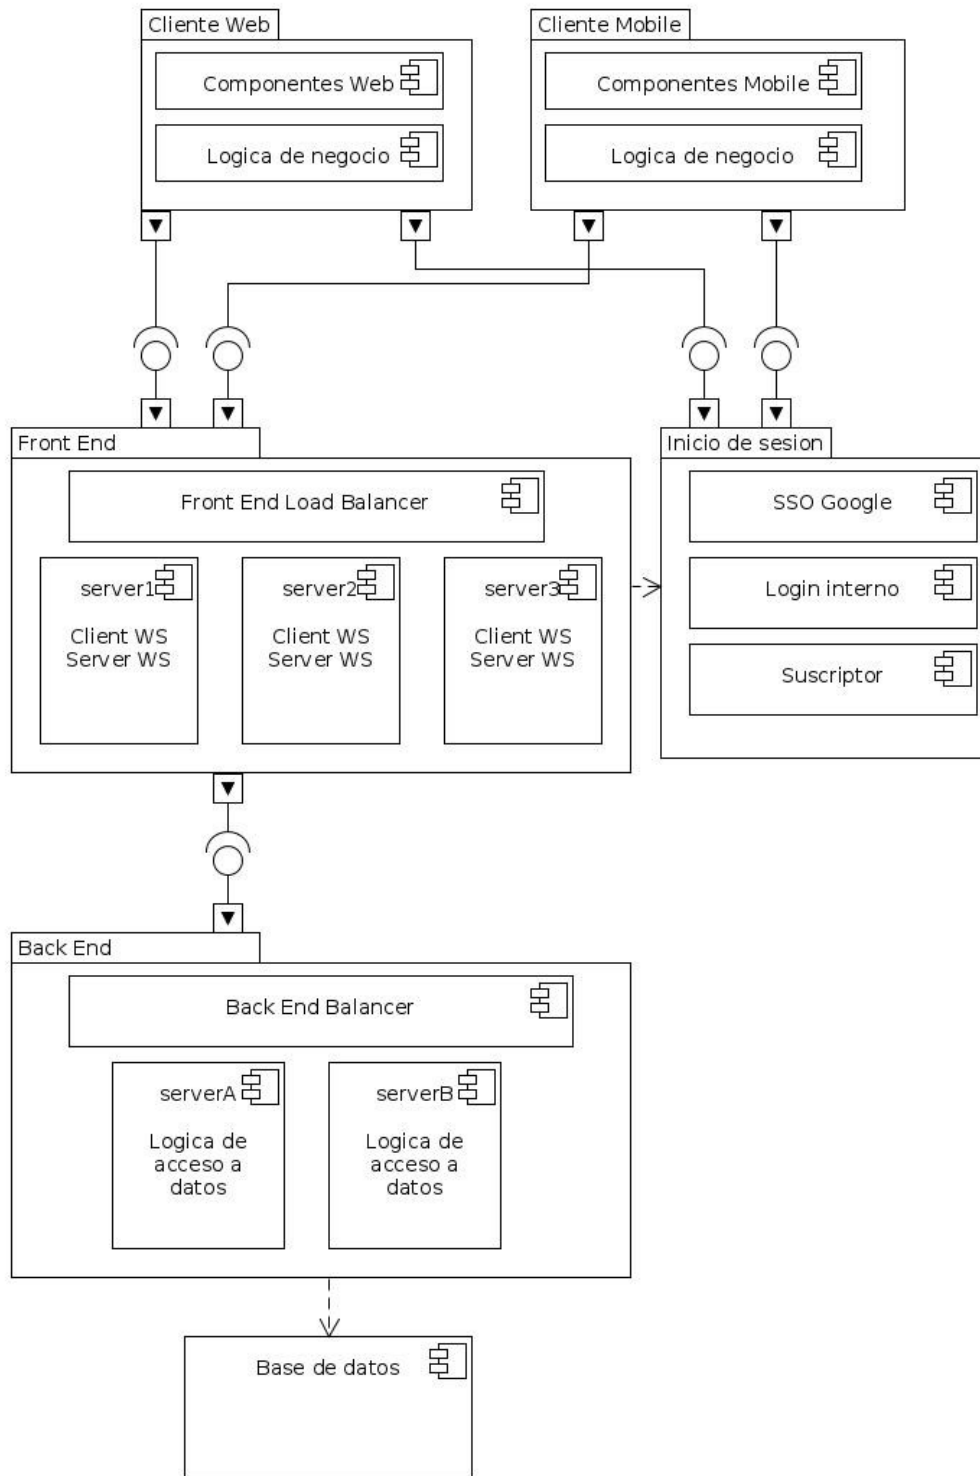 Cliente Web
Cliente Mobile
Componentes Web
Componentes Mobile
Logica de negocio
Logica de negocio
Front End
Inicio de sesion
Front End Load Balancer
SSO Google
server1
server2
server3
Login interno
Client WS
Server WS
Client WS
Server WS
Client WS
Server WS
Suscriptor
Back End
Back End Balancer
serverA
serverB
Logica de
acceso a
datos
Logica de
acceso a
datos
Base de datos